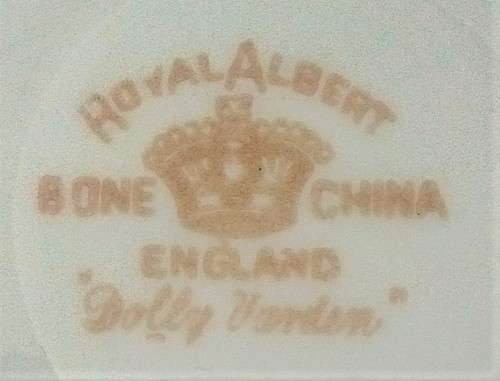 ROYAL ALBERT
BONE CHINA
ENGLAND
"Dolly Varden"